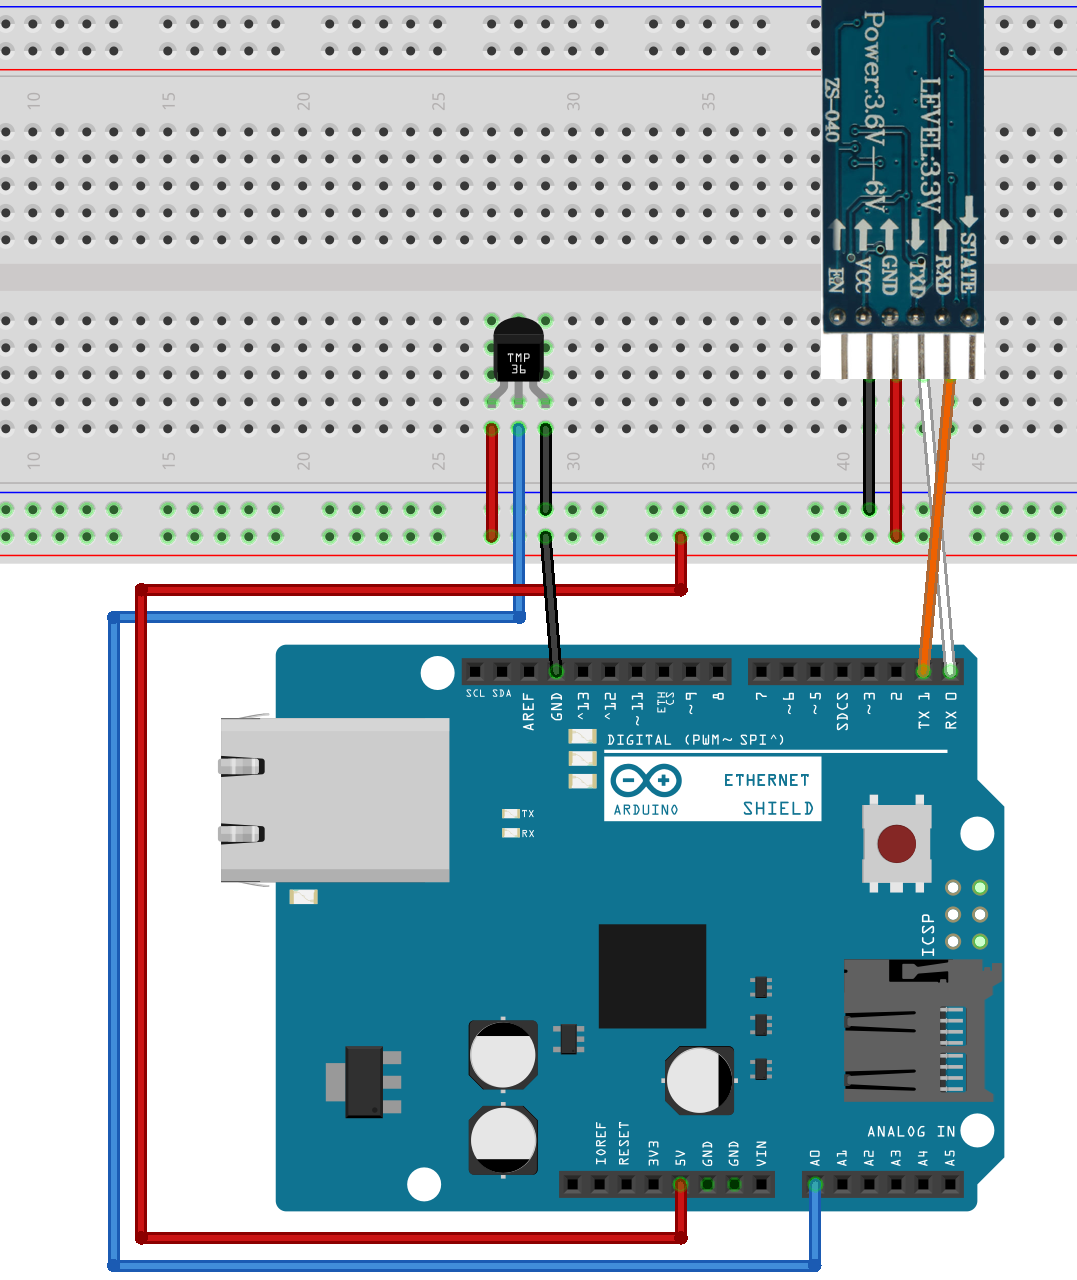 10 15 20 25 30 35
Power:3.6V—6V
LEVEL:3.3V
ZS-040
EN VCC GND TXD RXD STATE
TMP
36
10 15 20 25 30 35 40 45
SCL SDA AREF GND ^13 ^12 ~11 ETH CS ~9 8 7 ~6 ~5 SDCS ~3 2 TX 1 RX 0
DIGITAL (PWM~ SPI^)
ARDUINO
ETHERNET
SHIELD
TX
RX
ICSP
ANALOG IN
IOREF RESET 3V3 5V GND GND VIN A0 A1 A2 A3 A4 A5